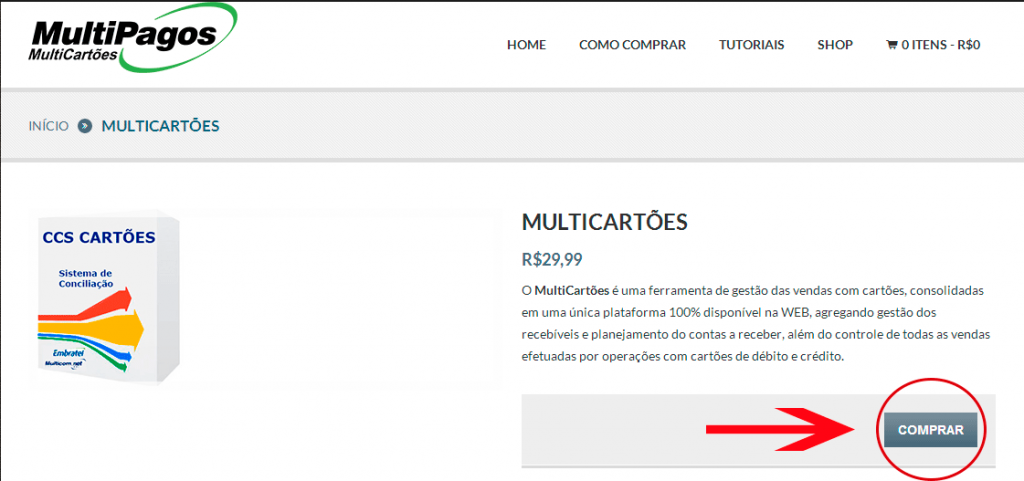 MultiPagos
MultiCartões
HOME COMO COMPRAR TUTORIAIS SHOP 0 ITENS - R$0
INÍCIO MULTICARTÕES
CCS CARTÕES
Sistema de
Conciliação
Embratel
Multicom.net
MULTICARTÕES
R$29,99
O MultiCartões é uma ferramenta de gestão das vendas com cartões, consolidadas
em uma única plataforma 100% disponível na WEB, agregando gestão dos
recebíveis e planejamento do contas a receber, além do controle de todas as vendas
efetuadas por operações com cartões de débito e crédito.
COMPRAR